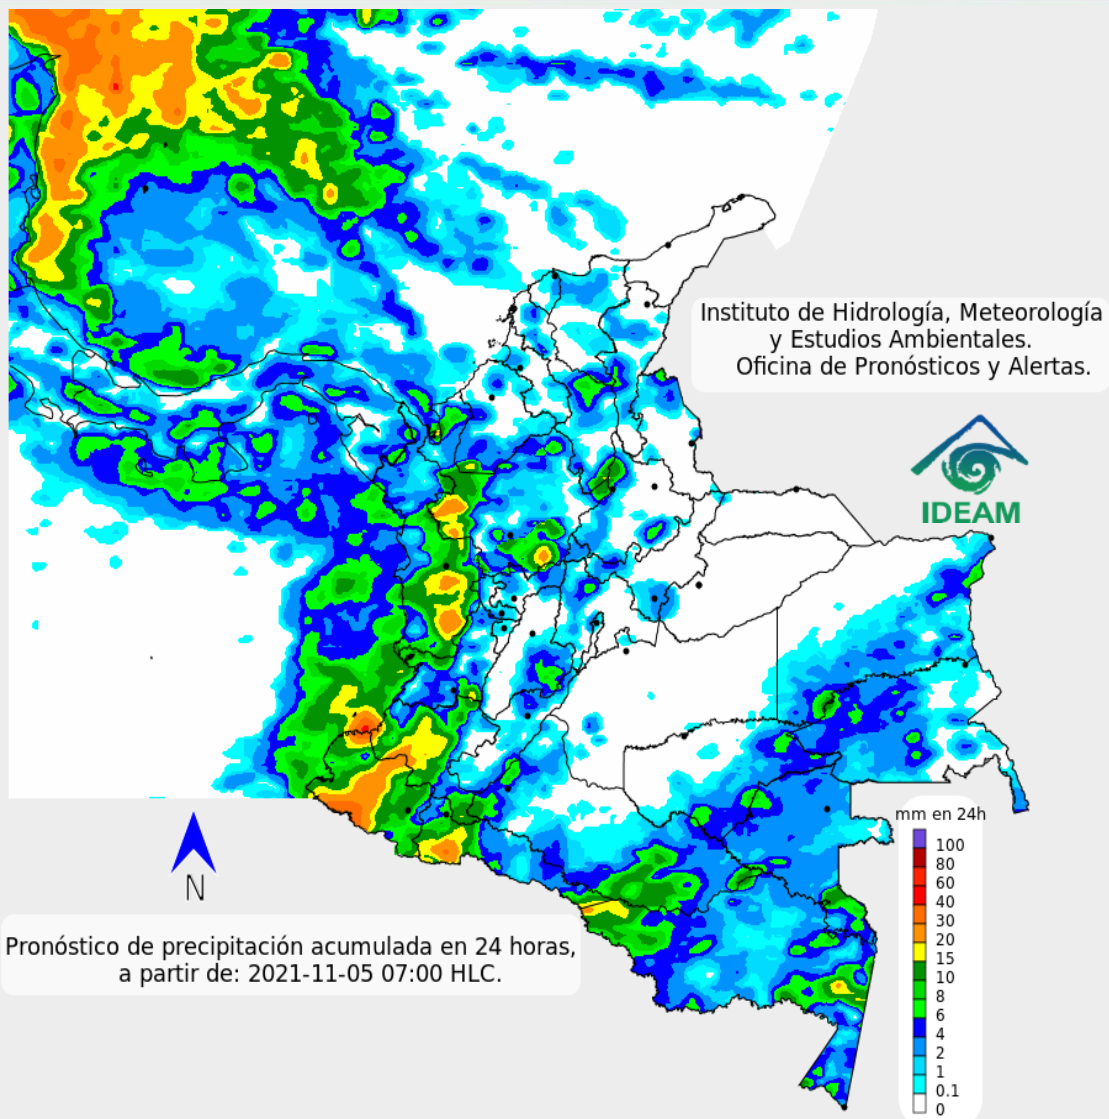 Instituto de Hidrología, Meteorología
y Estudios Ambientales.
Oficina de Pronósticos y Alertas.
IDEAM
mm en 24h
100
80
60
40
30
20
15
10
8
6
4
2
1
0.1
0
N
Pronóstico de precipitación acumulada en 24 horas,
a partir de: 2021-11-05 07:00 HLC.